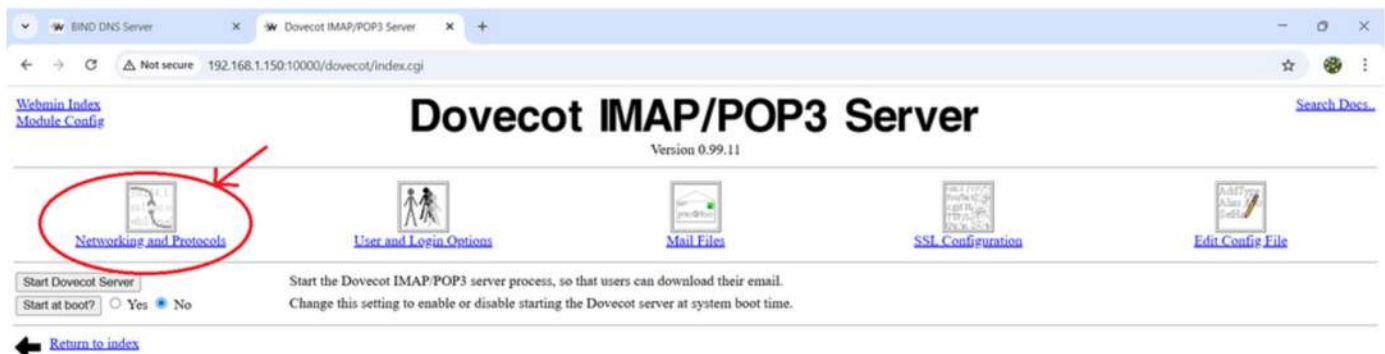 BIND DNS Server
Dovecot IMAP/POP3 Server
Not secure 192.168.1.150:10000/dovecot/index.cgi
Webmin Index
Module Config
Dovecot IMAP/POP3 Server
Search Docs..
Version 0.99.11
Networking and Protocols
User and Login Options
Mail Files
SSL Configuration
Edit Config File
Start Dovecot Server
Start the Dovecot IMAP/POP3 server process, so that users can download their email.
Start at boot? Yes No
Change this setting to enable or disable starting the Dovecot server at system boot time.
Return to index